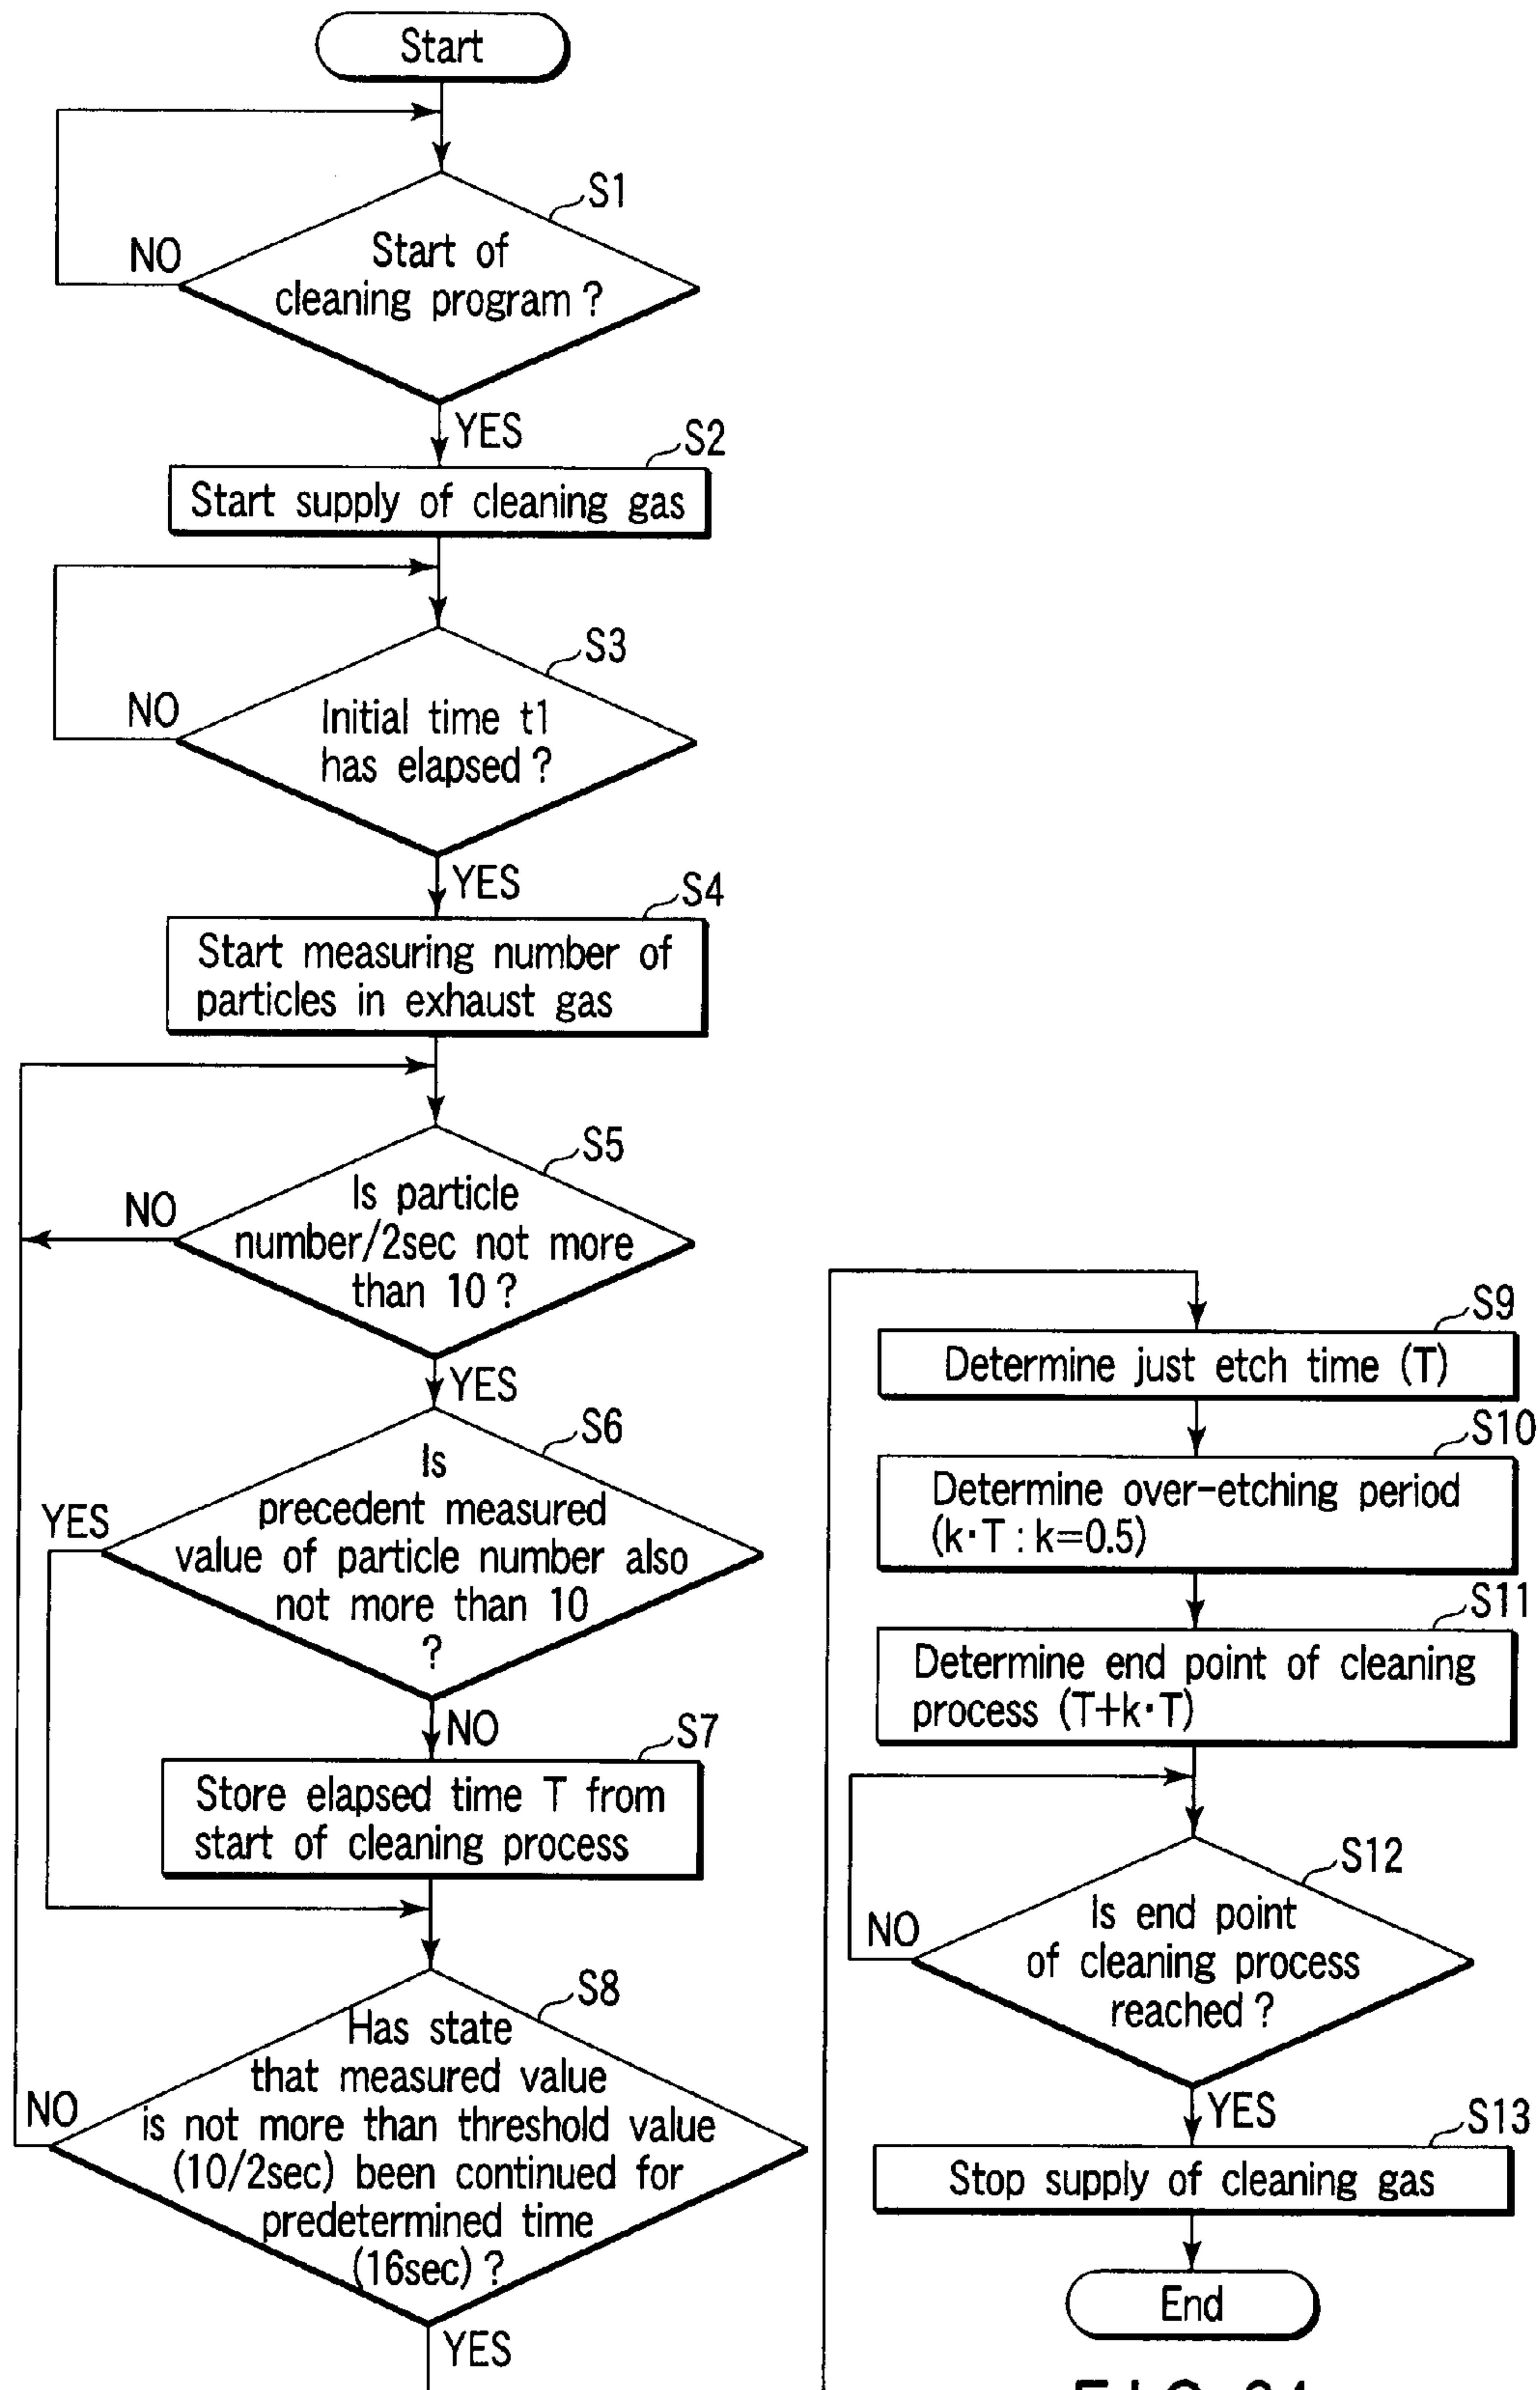 Start
S1
Start of
cleaning program ?
NO
YES
S2
Start supply of cleaning gas
S3
Initial time t1
has elapsed ?
NO
YES
S4
Start measuring number of
particles in exhaust gas
S5
Is particle
number/2sec not more
than 10 ?
NO
YES
S6
Is
precedent measured
value of particle number also
not more than 10
?
YES
NO
S7
Store elapsed time T from
start of cleaning process
S8
Has state
that measured value
is not more than threshold value
(10/2sec) been continued for
predetermined time
(16sec) ?
NO
YES
S9
Determine just etch time (T)
S10
Determine over-etching period
(k·T : k=0.5)
S11
Determine end point of cleaning
process (T+k·T)
S12
Is end point
of cleaning process
reached ?
NO
YES
S13
Stop supply of cleaning gas
End